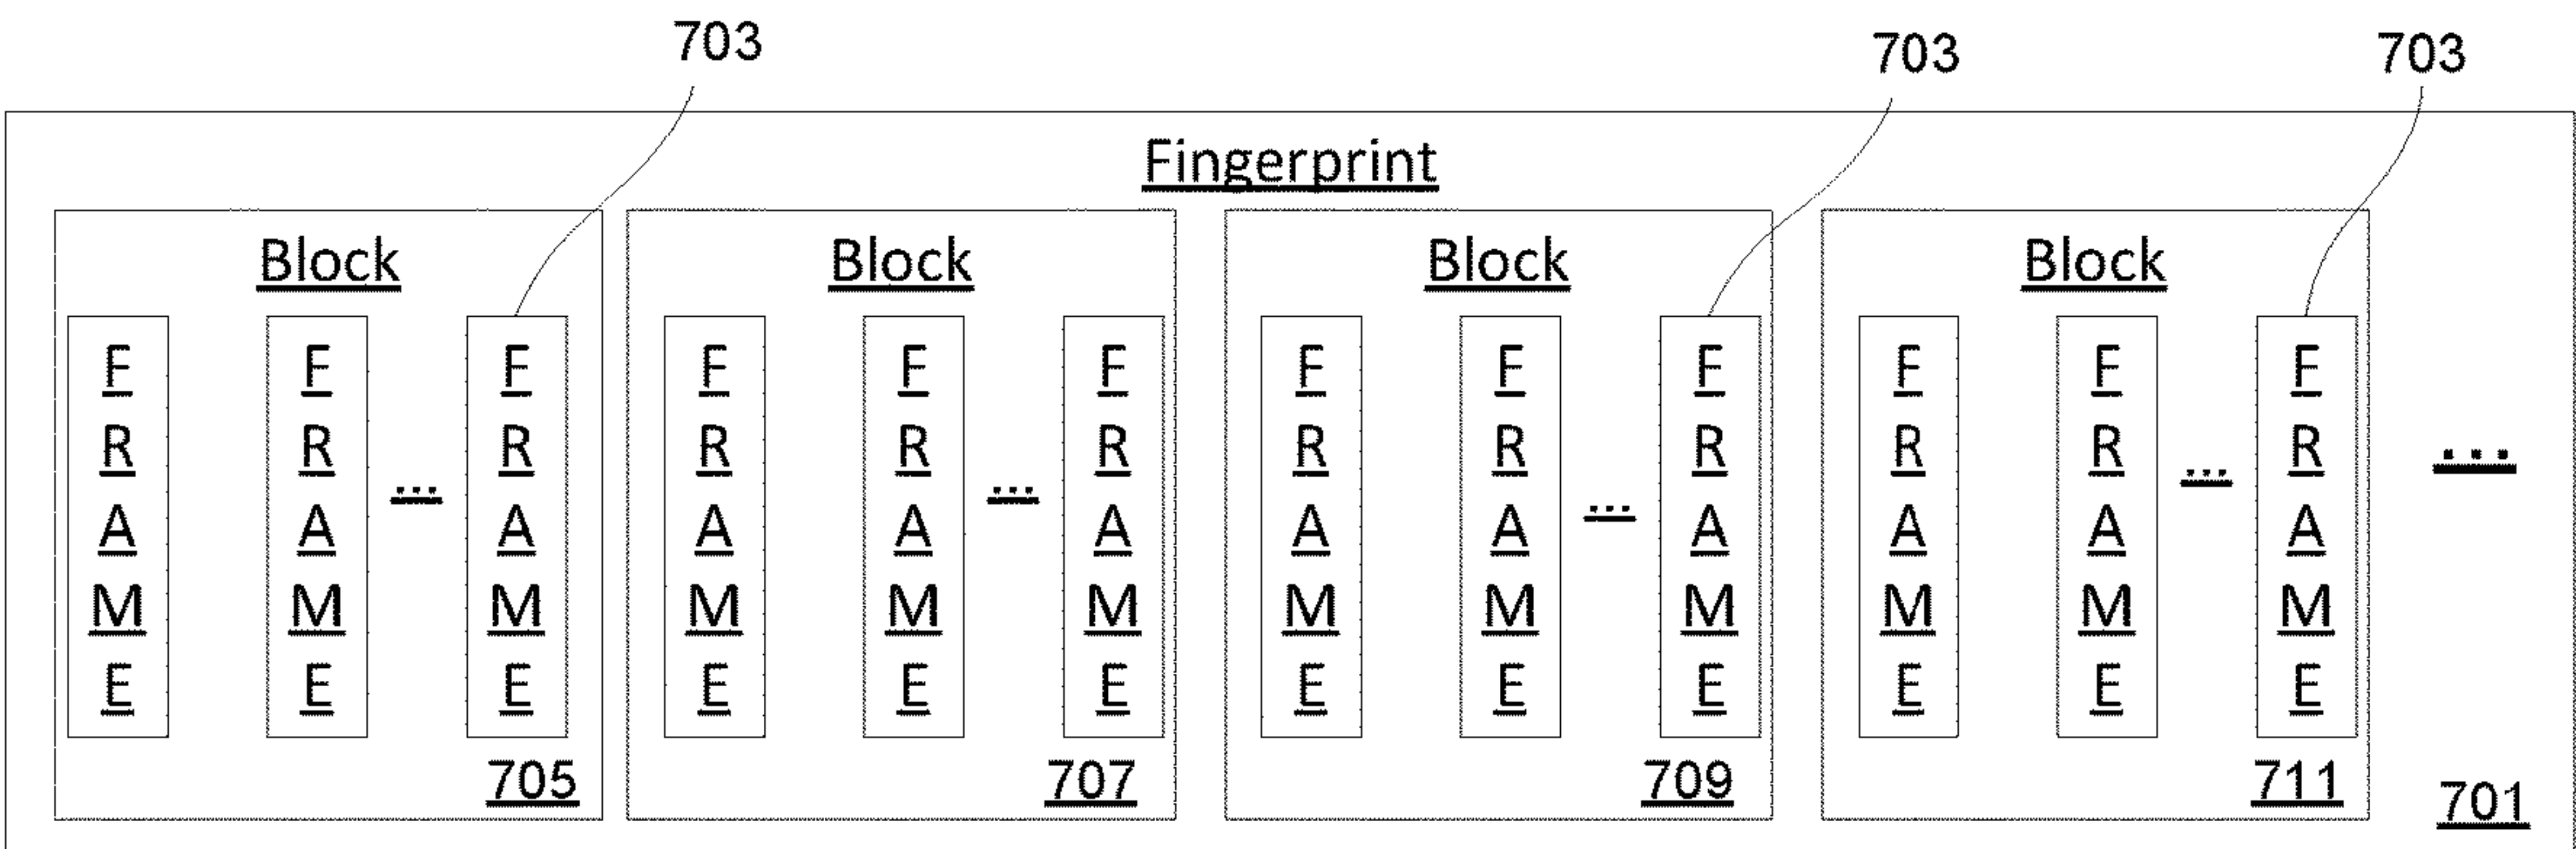 703 703 703
Fingerprint
Block Block Block Block
F F F F F F F F F F F F
R R R R R R R R R R R R ...
A A ... A A A ... A A A ... A A A ... A
M M M M M M M M M M M M
E E E E E E E E E E E E
705 707 709 711
701